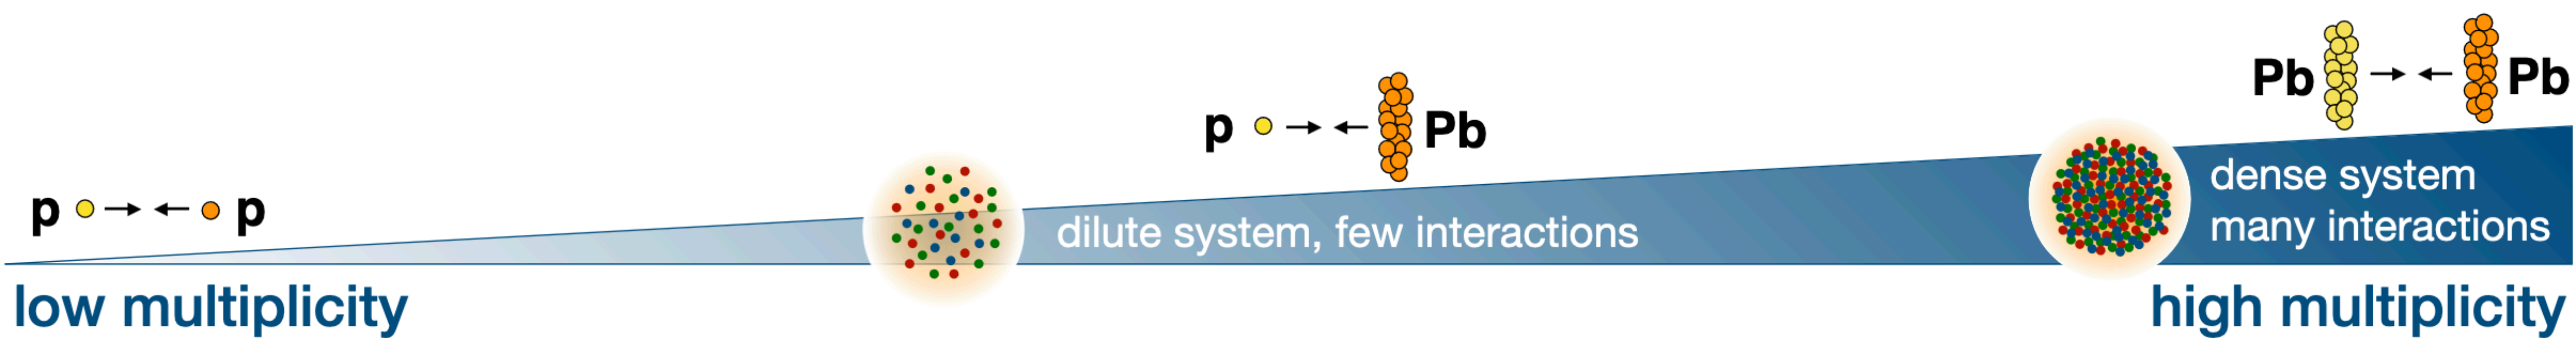 p p
p Pb
Pb Pb
dilute system, few interactions
dense system
many interactions
low multiplicity
high multiplicity